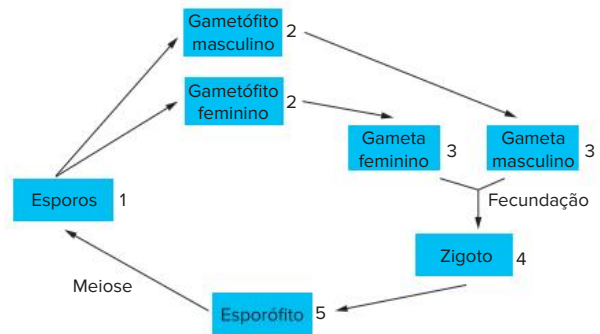 Gametófito
masculino 2
Gametófito
feminino 2
Gameta
feminino 3
Gameta
masculino 3
Esporos 1
Fecundação
Zigoto 4
Meiose
Esporófito 5